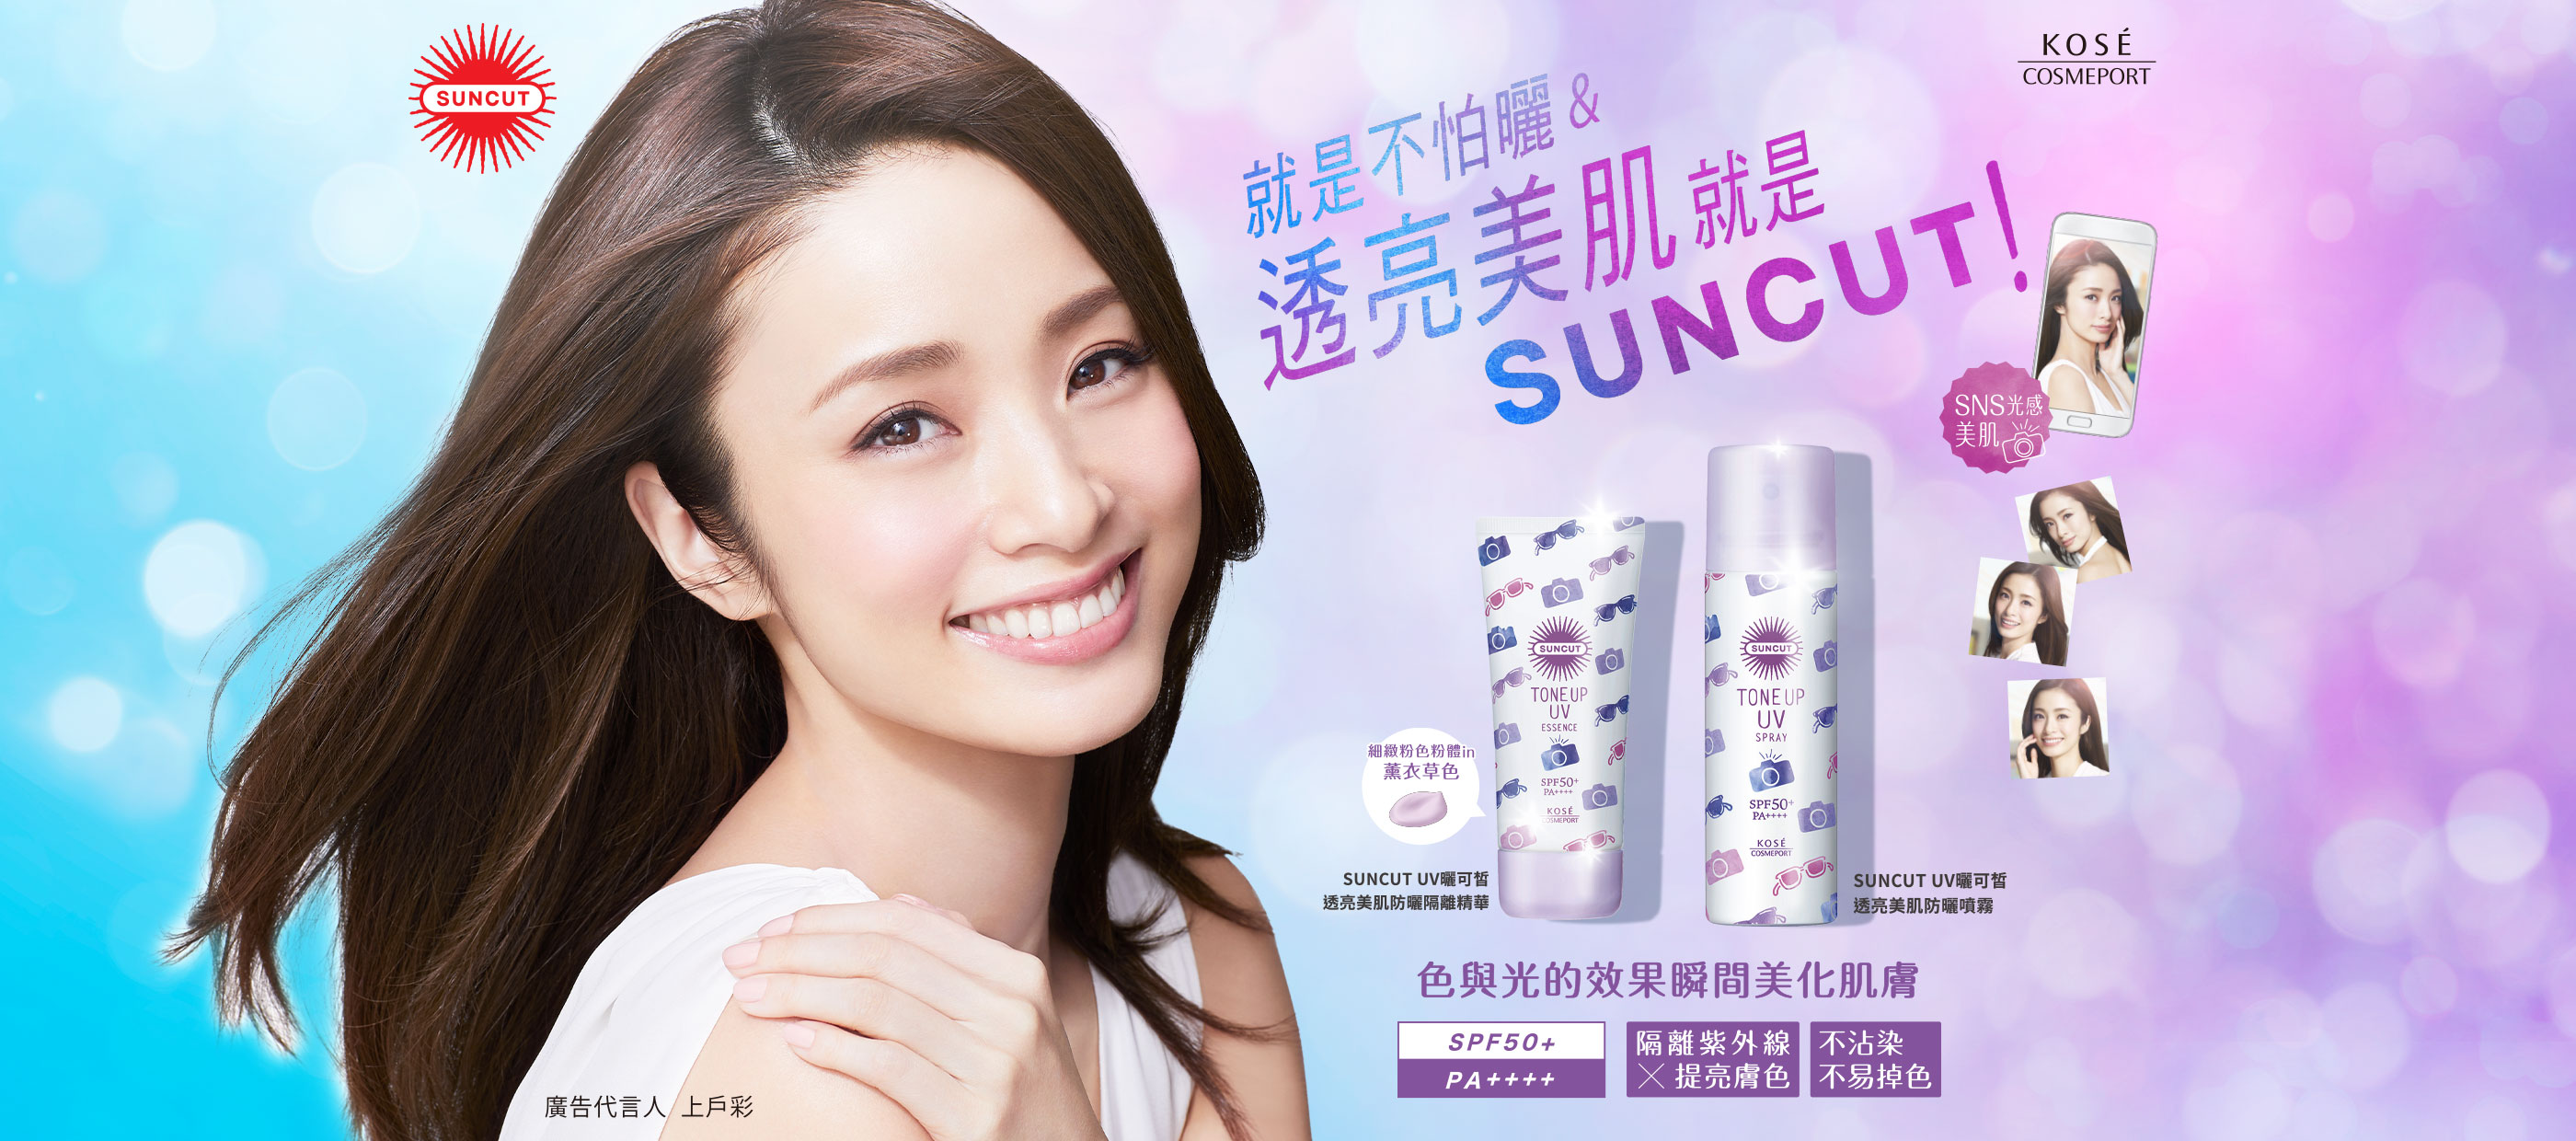 SUNCUT
KOSÉ
COSMEPORT
就是不怕曬 &
透亮美肌就是
SUNCUT!
SNS光感
美肌
SUNCUT
TONE UP
UV
ESSENCE
SPF50+
PA++++
KOSÉ
COSMEPORT
SUNCUT
TONE UP
UV
SPRAY
SPF50+
PA++++
KOSÉ
COSMEPORT
細緻粉色粉體in
薰衣草色
SUNCUT UV曬可皙
透亮美肌防曬隔離精華
SUNCUT UV曬可皙
透亮美肌防曬噴霧
色與光的效果瞬間美化肌膚
SPF50+
PA++++
隔離紫外線
╳ 提亮膚色
不沾染
不易掉色
廣告代言人 上戶彩